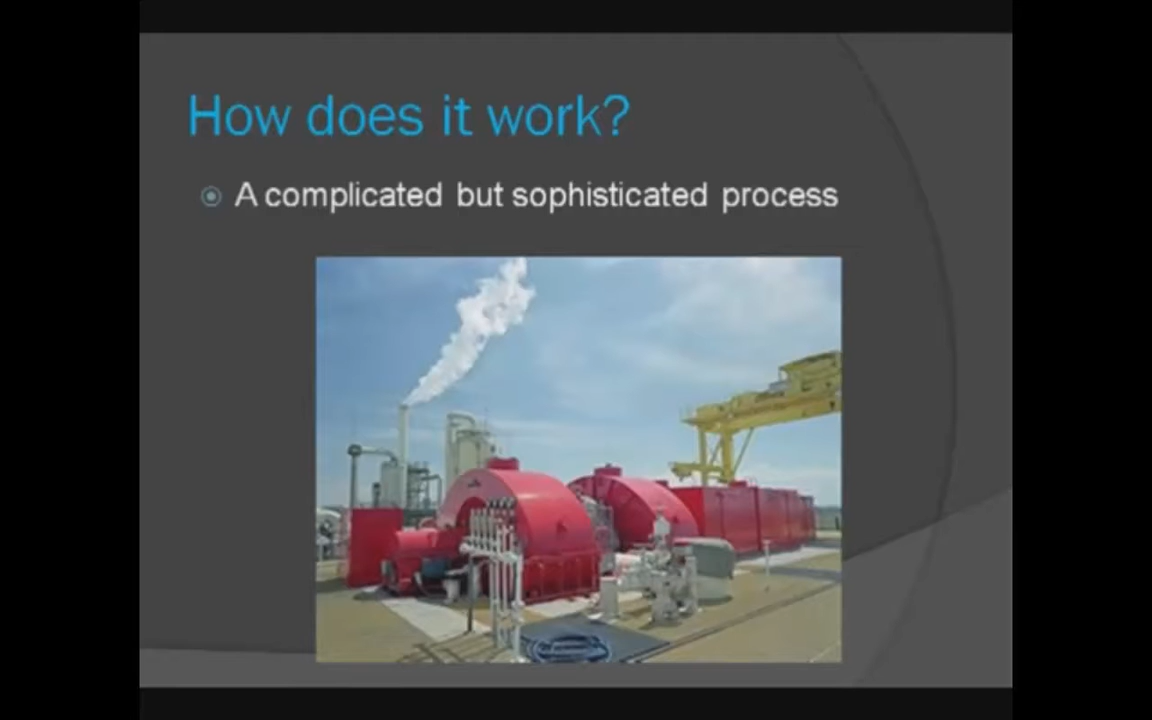 How does it work?
A complicated but sophisticated process